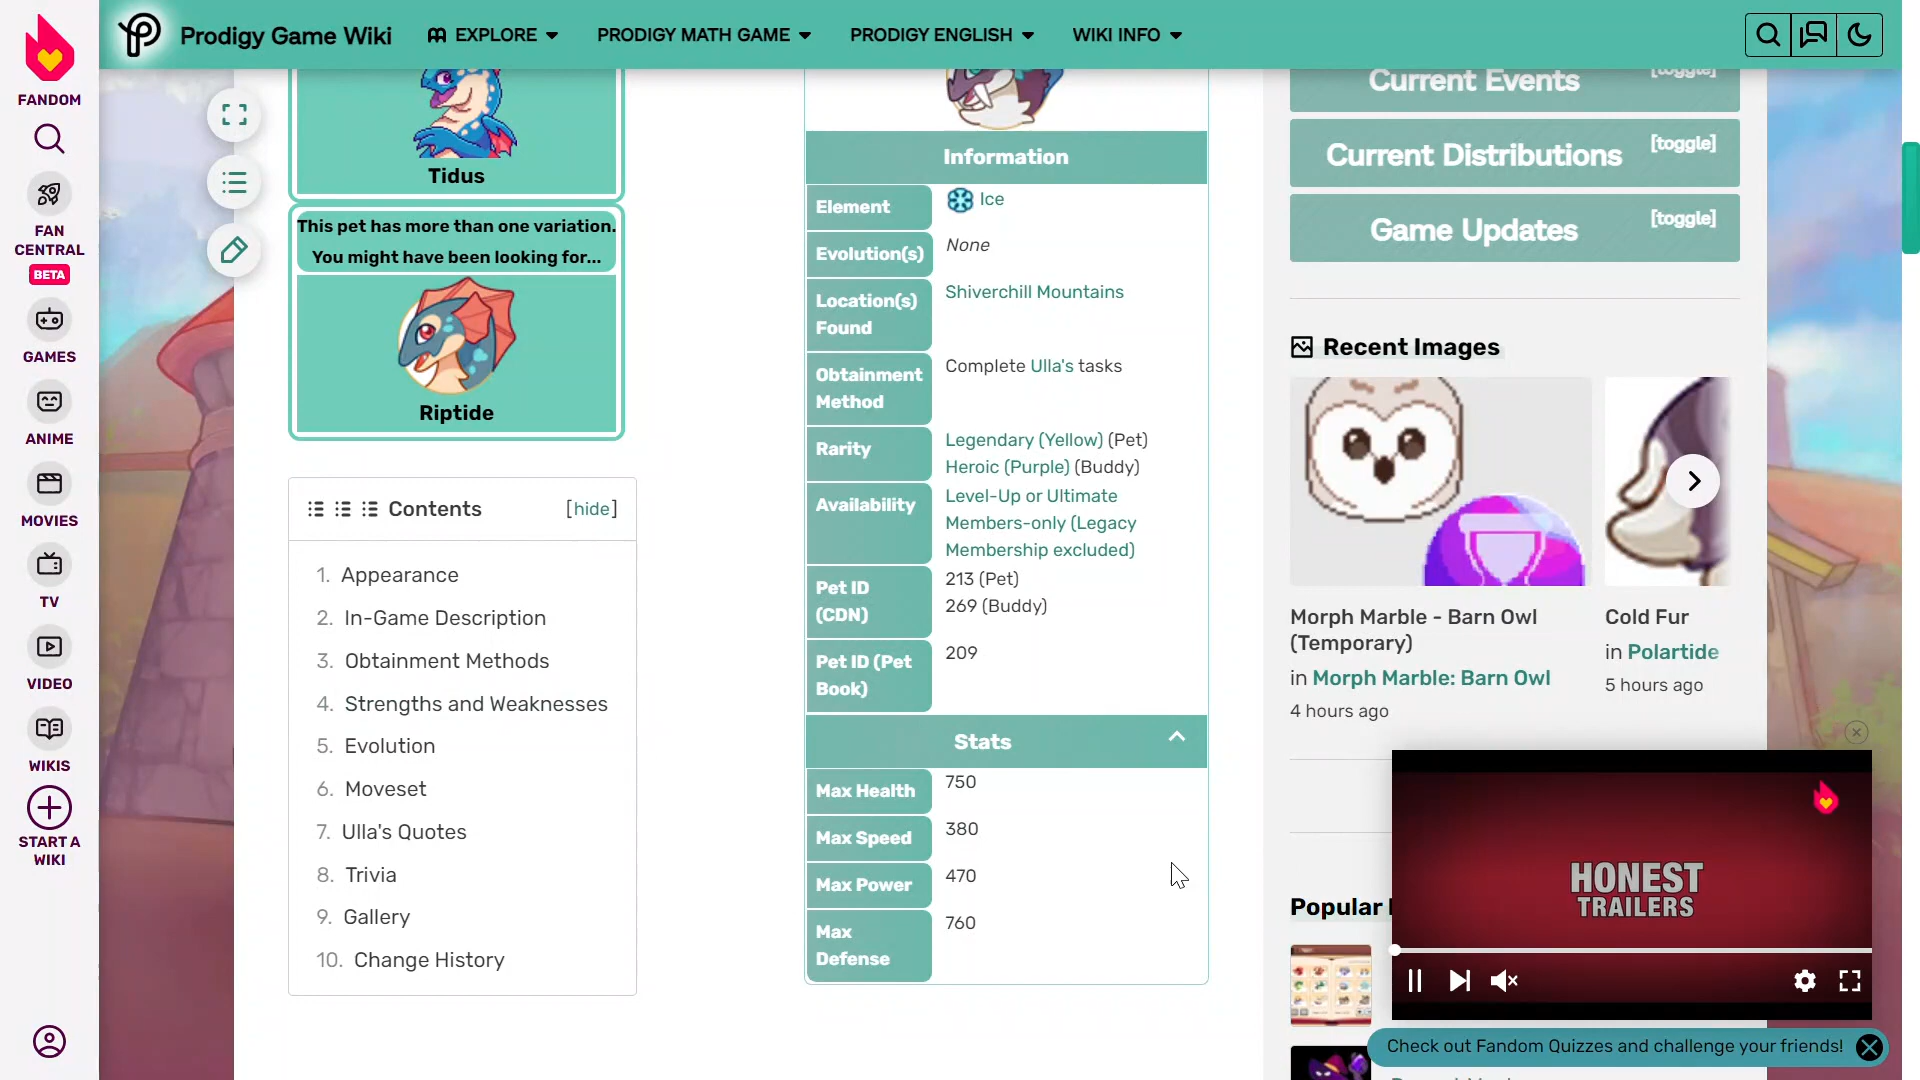 FANDOM
FAN
CENTRAL
BETA
GAMES
ANIME
MOVIES
TV
VIDEO
WIKIS
START A
WIKI
Prodigy Game Wiki
EXPLORE
PRODIGY MATH GAME
PRODIGY ENGLISH
WIKI INFO
Tidus
This pet has more than one variation.
You might have been looking for...
Riptide
Contents [hide]
1. Appearance
2. In-Game Description
3. Obtainment Methods
4. Strengths and Weaknesses
5. Evolution
6. Moveset
7. Ulla's Quotes
8. Trivia
9. Gallery
10. Change History
Information
Element
Ice
Evolution(s)
None
Location(s)
Found
Shiverchill Mountains
Obtainment
Method
Complete Ulla's tasks
Rarity
Legendary (Yellow) (Pet)
Heroic (Purple) (Buddy)
Availability
Level-Up or Ultimate
Members-only (Legacy
Membership excluded)
Pet ID
(CDN)
213 (Pet)
269 (Buddy)
Pet ID (Pet
Book)
209
Stats
Max Health
750
Max Speed
380
Max Power
470
Max
Defense
760
Current Events [toggle]
Current Distributions [toggle]
Game Updates [toggle]
Recent Images
Morph Marble - Barn Owl
(Temporary)
in Morph Marble: Barn Owl
4 hours ago
Cold Fur
in Polartide
5 hours ago
Popular
HONEST
TRAILERS
Check out Fandom Quizzes and challenge your friends!